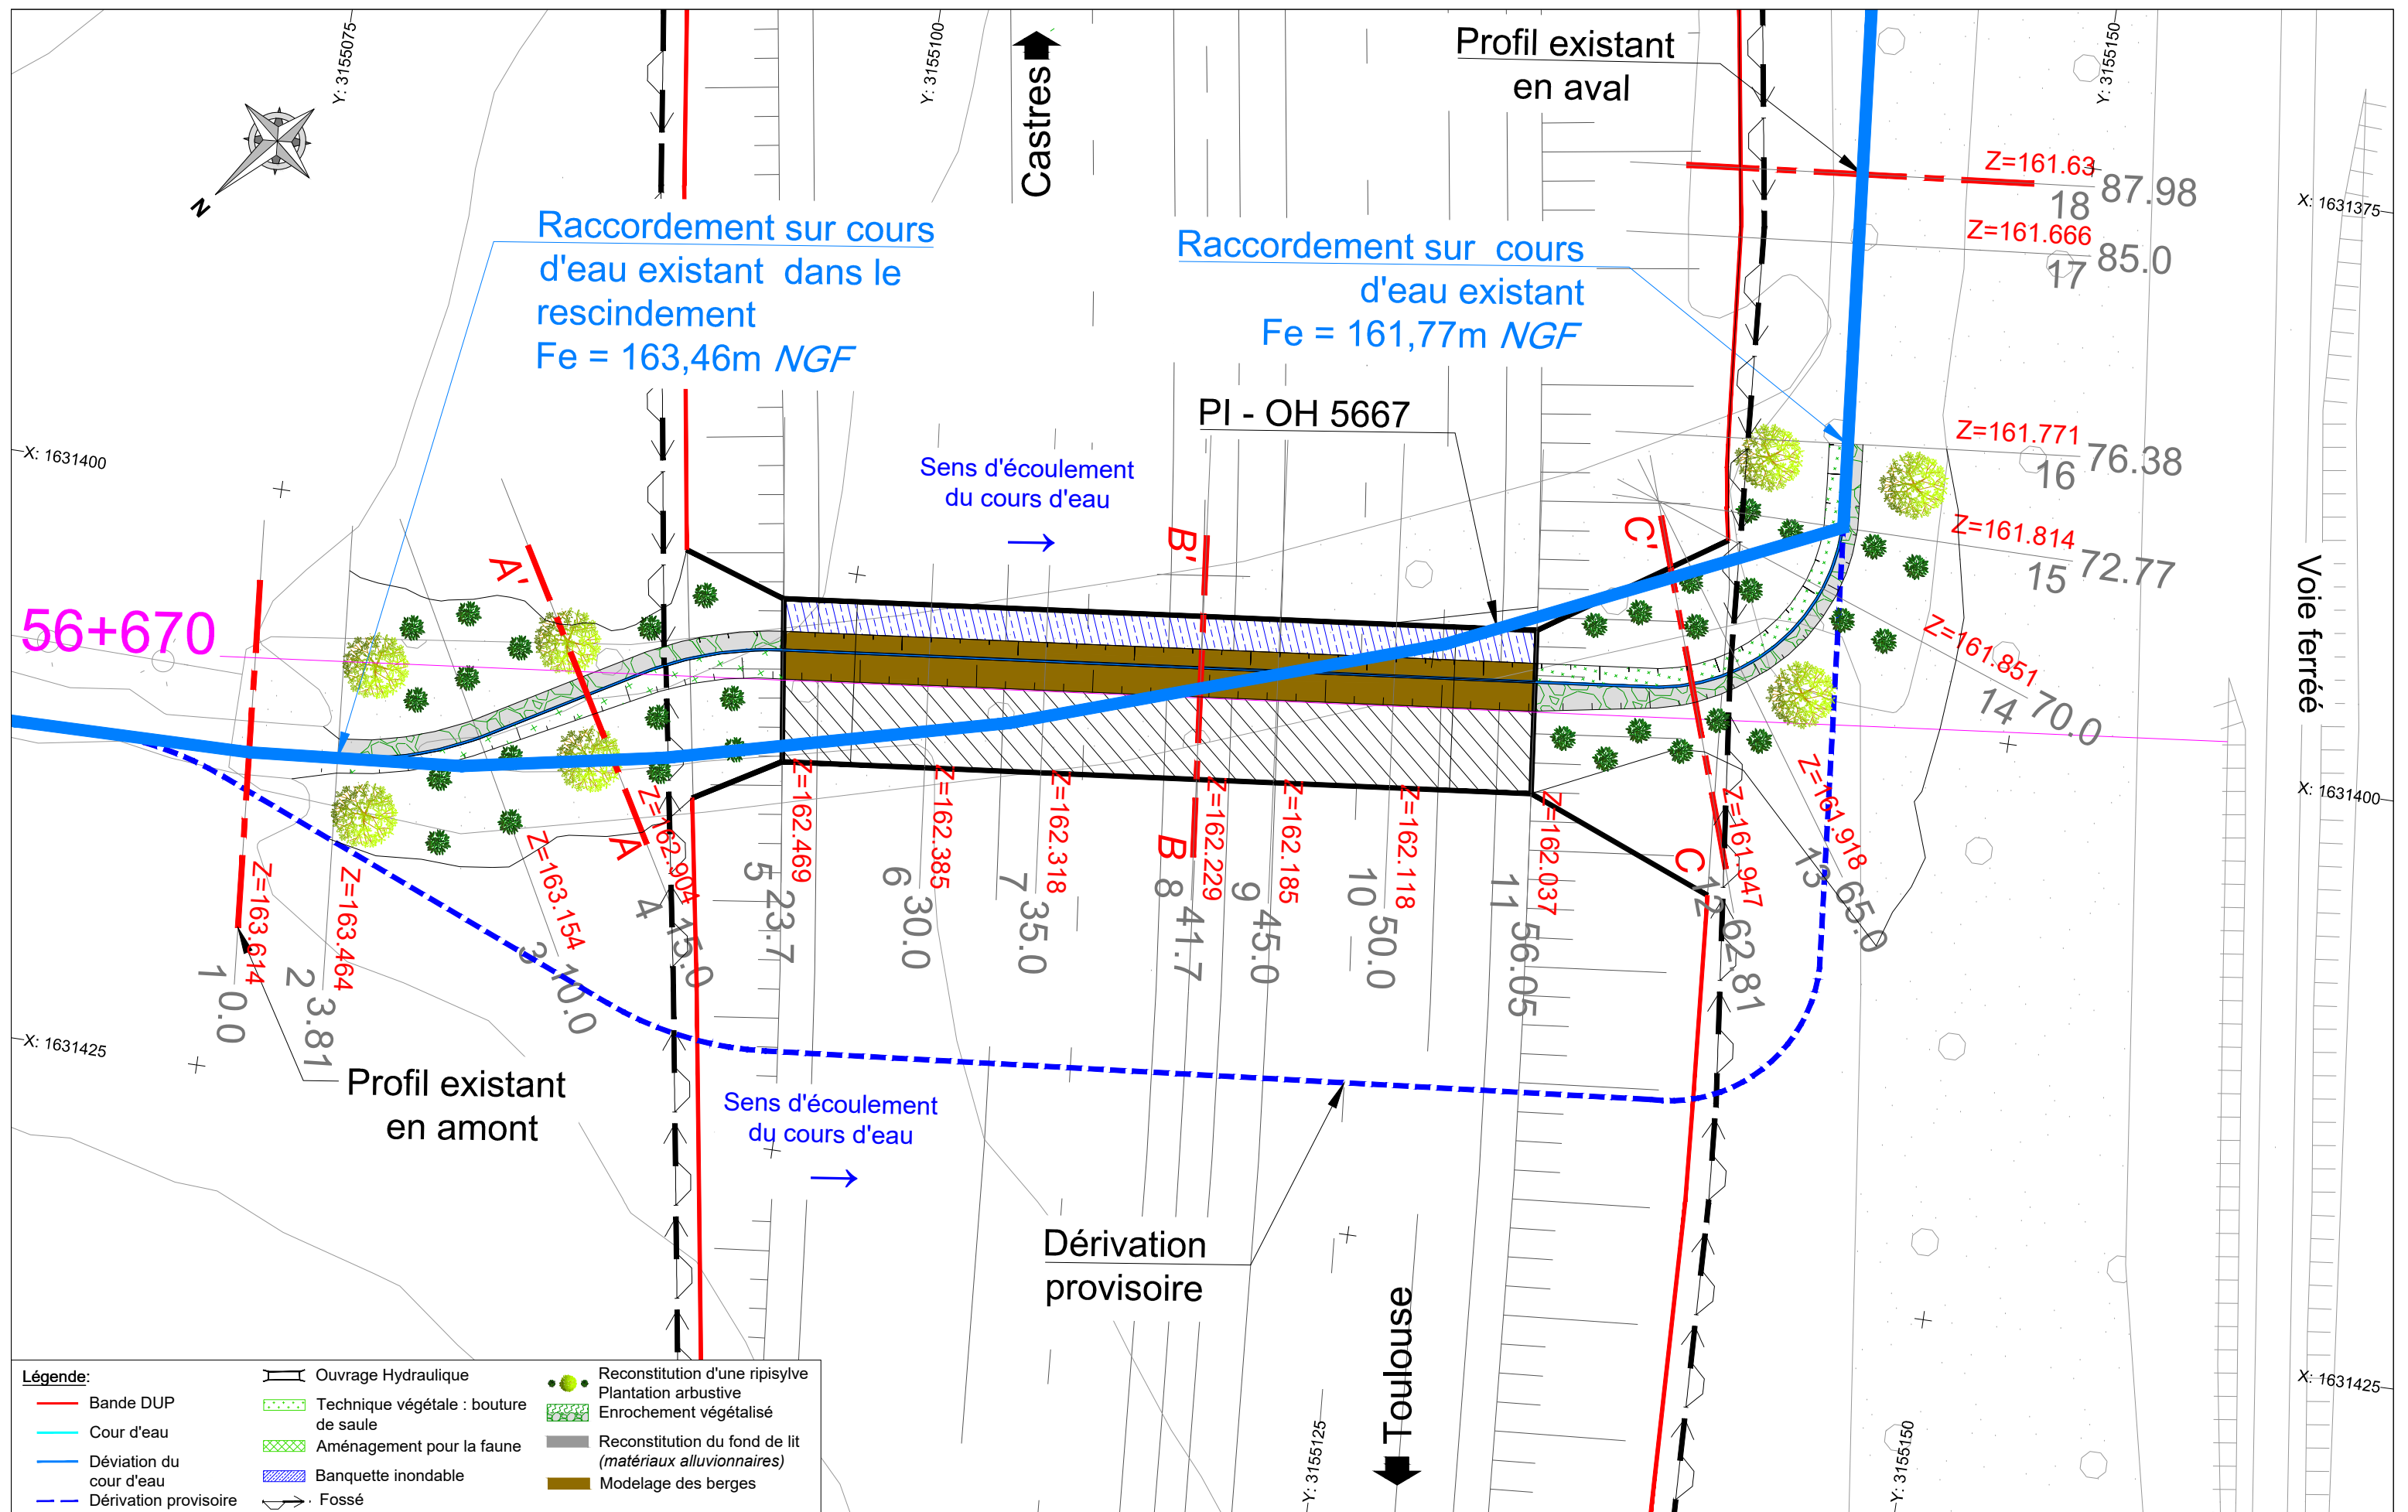 Y: 3155075
Y: 3155100
Y: 3155150
Castres
Profil existant
en aval
N
Z=161.63
18 87.98
X: 1631375
Z=161.666
17 85.0
Raccordement sur cours
d'eau existant dans le
rescindement
Fe = 163,46m NGF
Raccordement sur cours
d'eau existant
Fe = 161,77m NGF
PI - OH 5667
X: 1631400
Z=161.771
16 76.38
Sens d'écoulement
du cours d'eau
→
A'
B'
C'
Z=161.814
15 72.77
Voie ferrée
56+670
Z=161.851
14 70.0
X: 1631400
A
B
C
Z=163.614
1 0.0
Z=163.464
2 3.81
Z=163.154
3 10.0
Z=162.904
4 15.0
Z=162.469
5 23.7
Z=162.385
6 30.0
Z=162.318
7 35.0
Z=162.229
8 41.7
Z=162.185
9 45.0
Z=162.118
10 50.0
Z=162.037
11 56.05
Z=161.947
12 62.81
Z=161.918
13 65.0
X: 1631425
Profil existant
en amont
Sens d'écoulement
du cours d'eau
→
Dérivation
provisoire
Toulouse
X: 1631425
Y: 3155125
Y: 3155150
Légende:
Bande DUP
Cour d'eau
Déviation du
cour d'eau
Dérivation provisoire
Ouvrage Hydraulique
Technique végétale : bouture
de saule
Aménagement pour la faune
Banquette inondable
Fossé
Reconstitution d'une ripisylve
Plantation arbustive
Enrochement végétalisé
Reconstitution du fond de lit
(matériaux alluvionnaires)
Modelage des berges